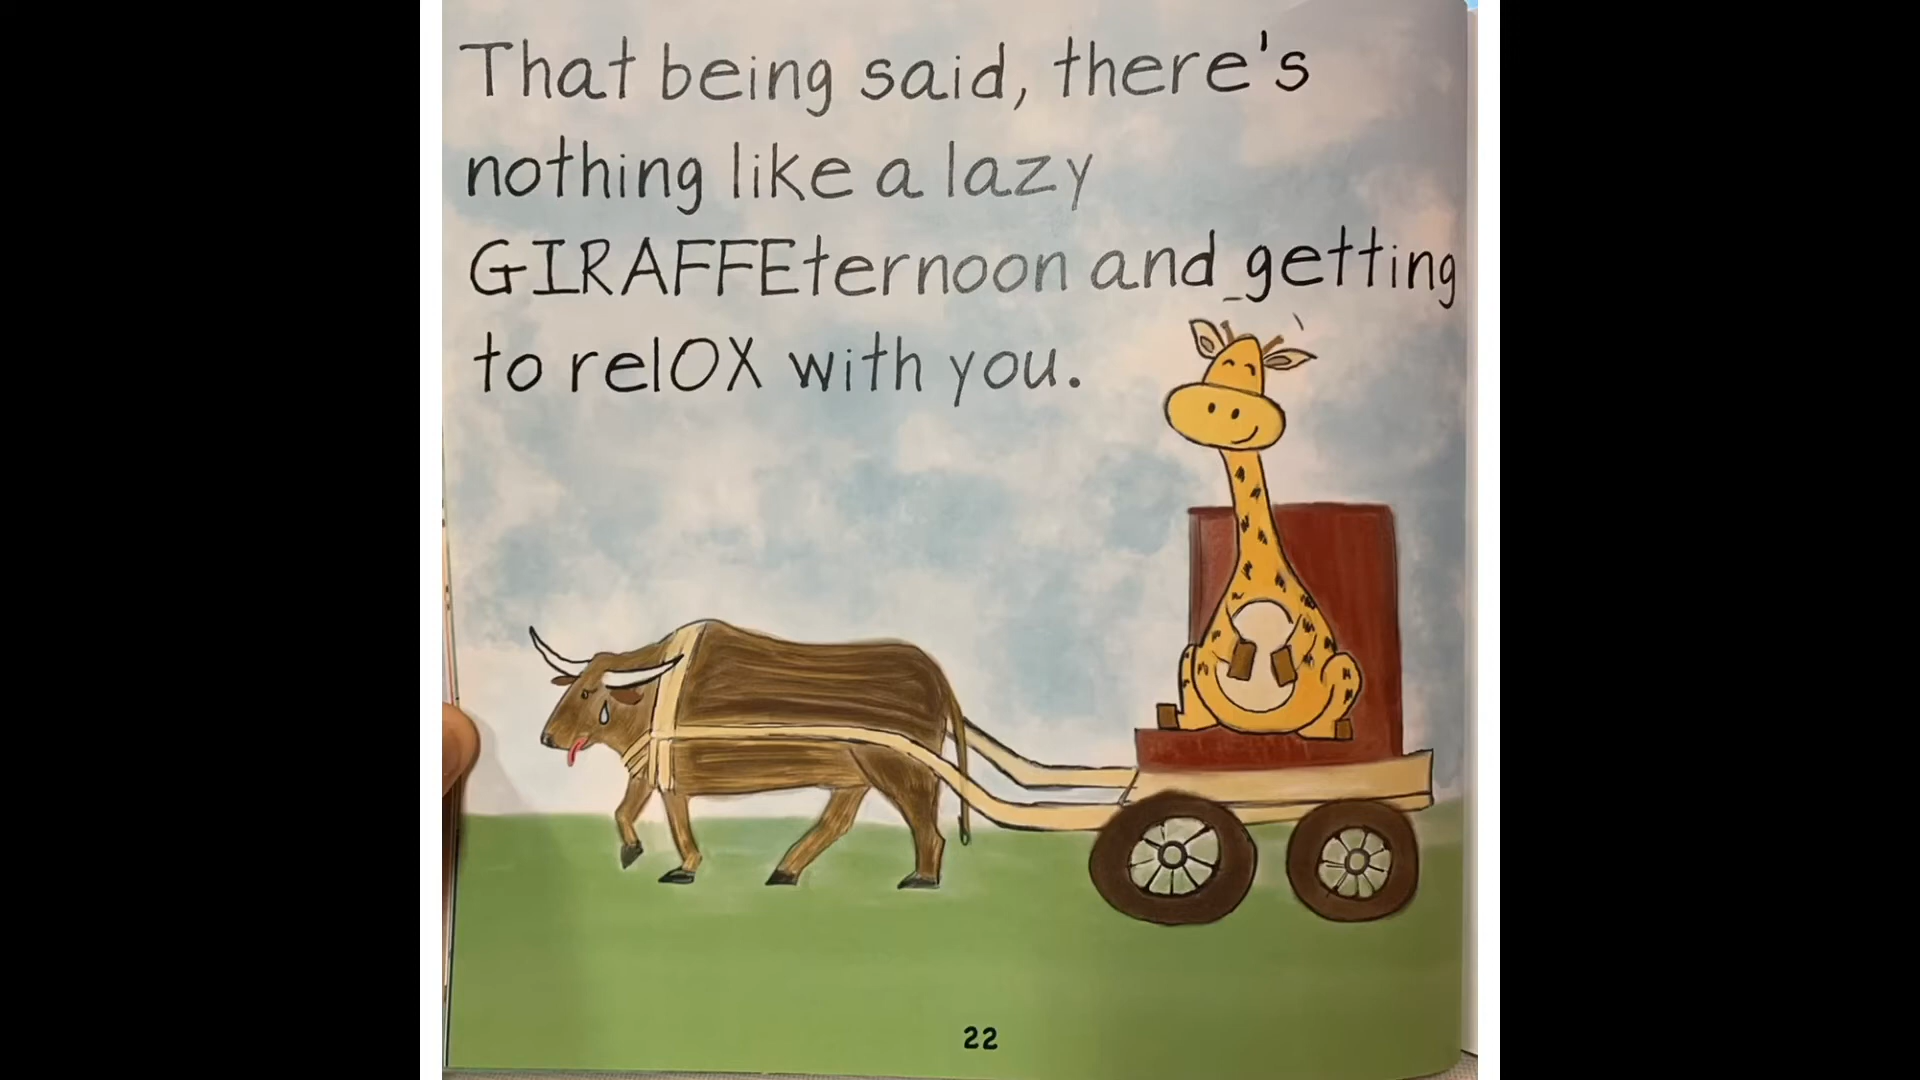 That being said, there's
nothing like a lazy
GIRAFFEternoon and getting
to relOX with you.
22